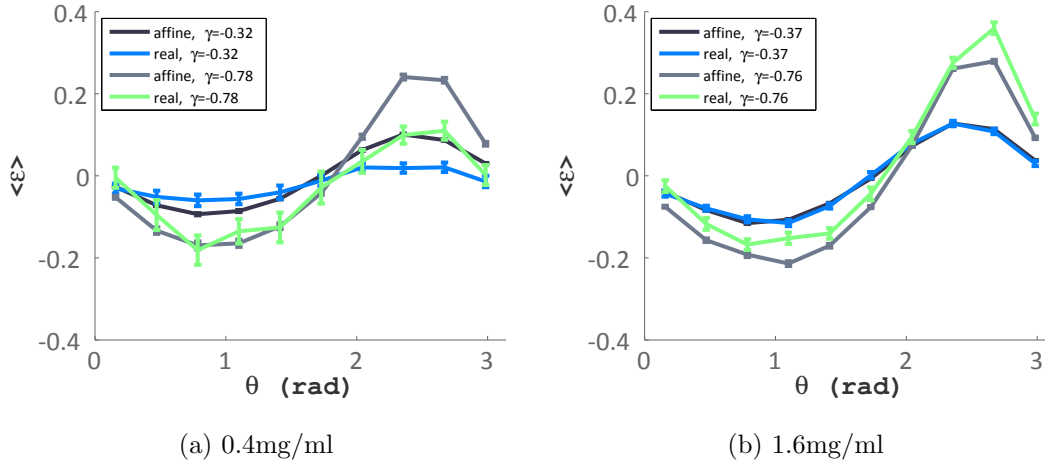 affine, γ=-0.32
real, γ=-0.32
affine, γ=-0.78
real, γ=-0.78
0.4
0.2
0
-0.2
-0.4
<ε>
0 1 2 3
θ (rad)
(a) 0.4mg/ml
affine, γ=-0.37
real, γ=-0.37
affine, γ=-0.76
real, γ=-0.76
0.4
0.2
0
-0.2
-0.4
<ε>
0 1 2 3
θ (rad)
(b) 1.6mg/ml